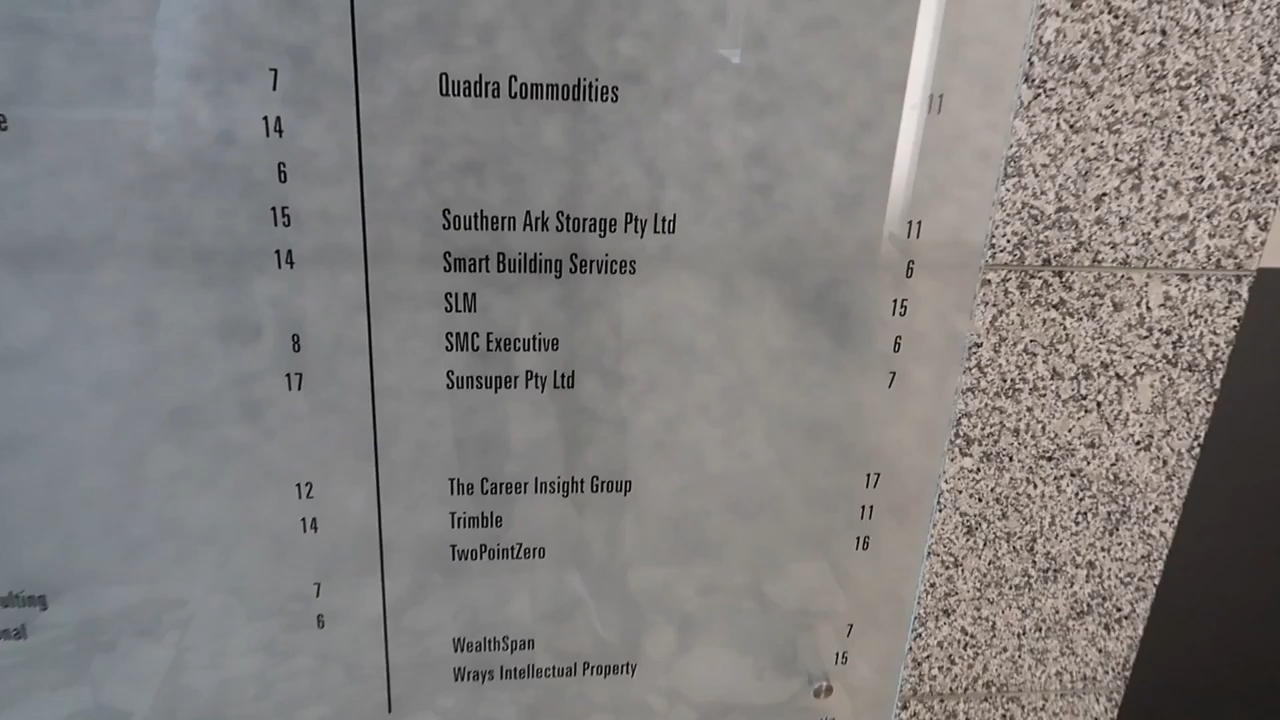 7
14
6
15
14
8
17
12
14
7
6
Quadra Commodities 11
Southern Ark Storage Pty Ltd 11
Smart Building Services 6
SLM 15
SMC Executive 6
Sunsuper Pty Ltd 7
The Career Insight Group 17
Trimble 11
TwoPointZero 16
WealthSpan 7
Wrays Intellectual Property 15